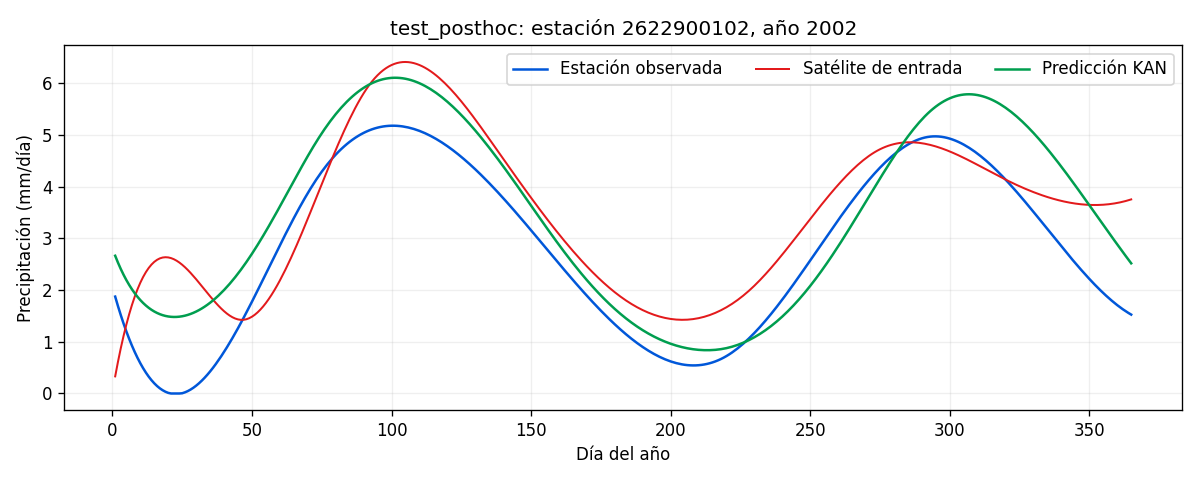 test_posthoc: estación 2622900102, año 2002
Estación observada Satélite de entrada Predicción KAN
Precipitación (mm/día)
6
5
4
3
2
1
0
0 50 100 150 200 250 300 350
Día del año